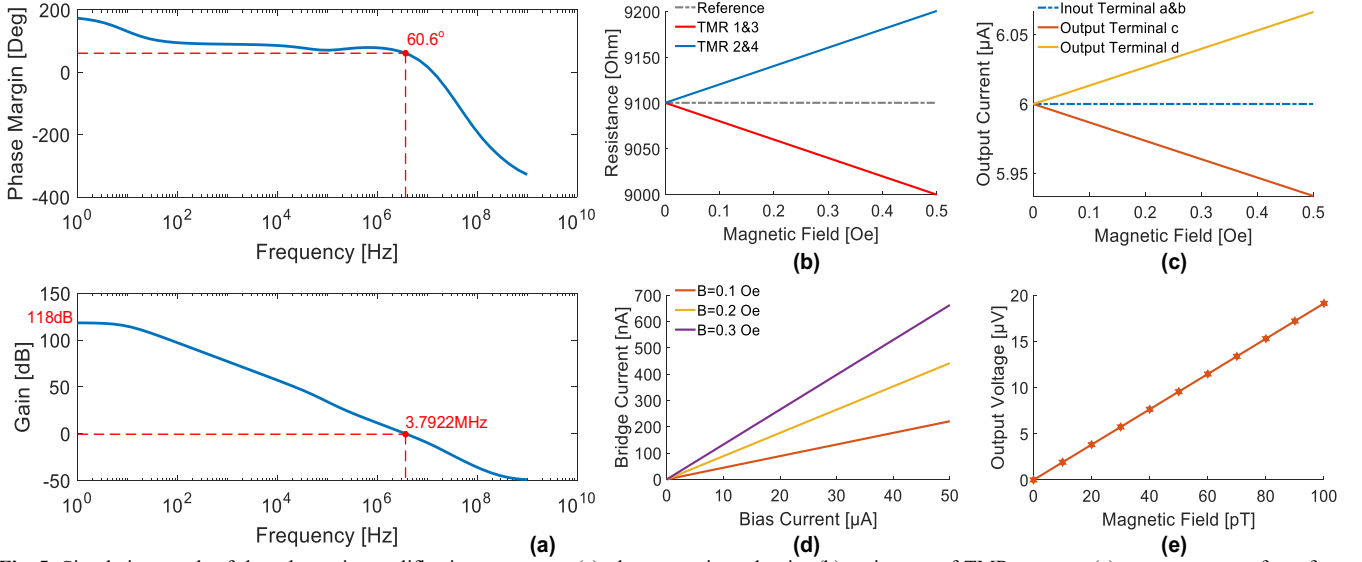 Phase Margin [Deg]
200
0
-200
-400
60.6°
10^0 10^2 10^4 10^6 10^8 10^10
Frequency [Hz]
Gain [dB]
150
118dB
100
50
0
-50
3.7922MHz
10^0 10^2 10^4 10^6 10^8 10^10
Frequency [Hz]
(a)
Resistance [Ohm]
9200
9150
9100
9050
9000
Reference
TMR 1&3
TMR 2&4
0 0.1 0.2 0.3 0.4 0.5
Magnetic Field [Oe]
(b)
Output Current [µA]
6.05
6
5.95
Inout Terminal a&b
Output Terminal c
Output Terminal d
0 0.1 0.2 0.3 0.4 0.5
Magnetic Field [Oe]
(c)
Bridge Current [nA]
700
600
500
400
300
200
100
0
B=0.1 Oe
B=0.2 Oe
B=0.3 Oe
0 10 20 30 40 50
Bias Current [µA]
(d)
Output Voltage [µV]
20
15
10
5
0
0 20 40 60 80 100
Magnetic Field [pT]
(e)